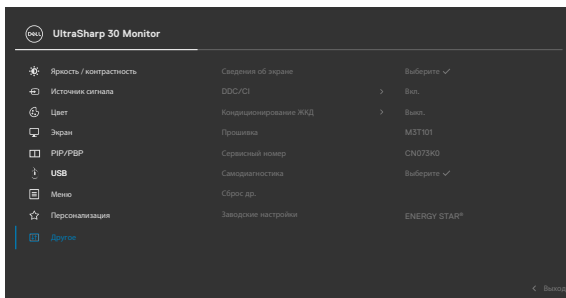 DELL UltraSharp 30 Monitor
Яркость / контрастность Сведения об экране Выберите ✓
Источник сигнала DDC/CI > Вкл.
Цвет Кондиционирование ЖКД > Выкл.
Экран Прошивка M3T101
PIP/PBP Сервисный номер CN073K0
USB Самодиагностика Выберите ✓
Меню Сброс др.
Персонализация Заводские настройки ENERGY STAR®
Другое
< Выход